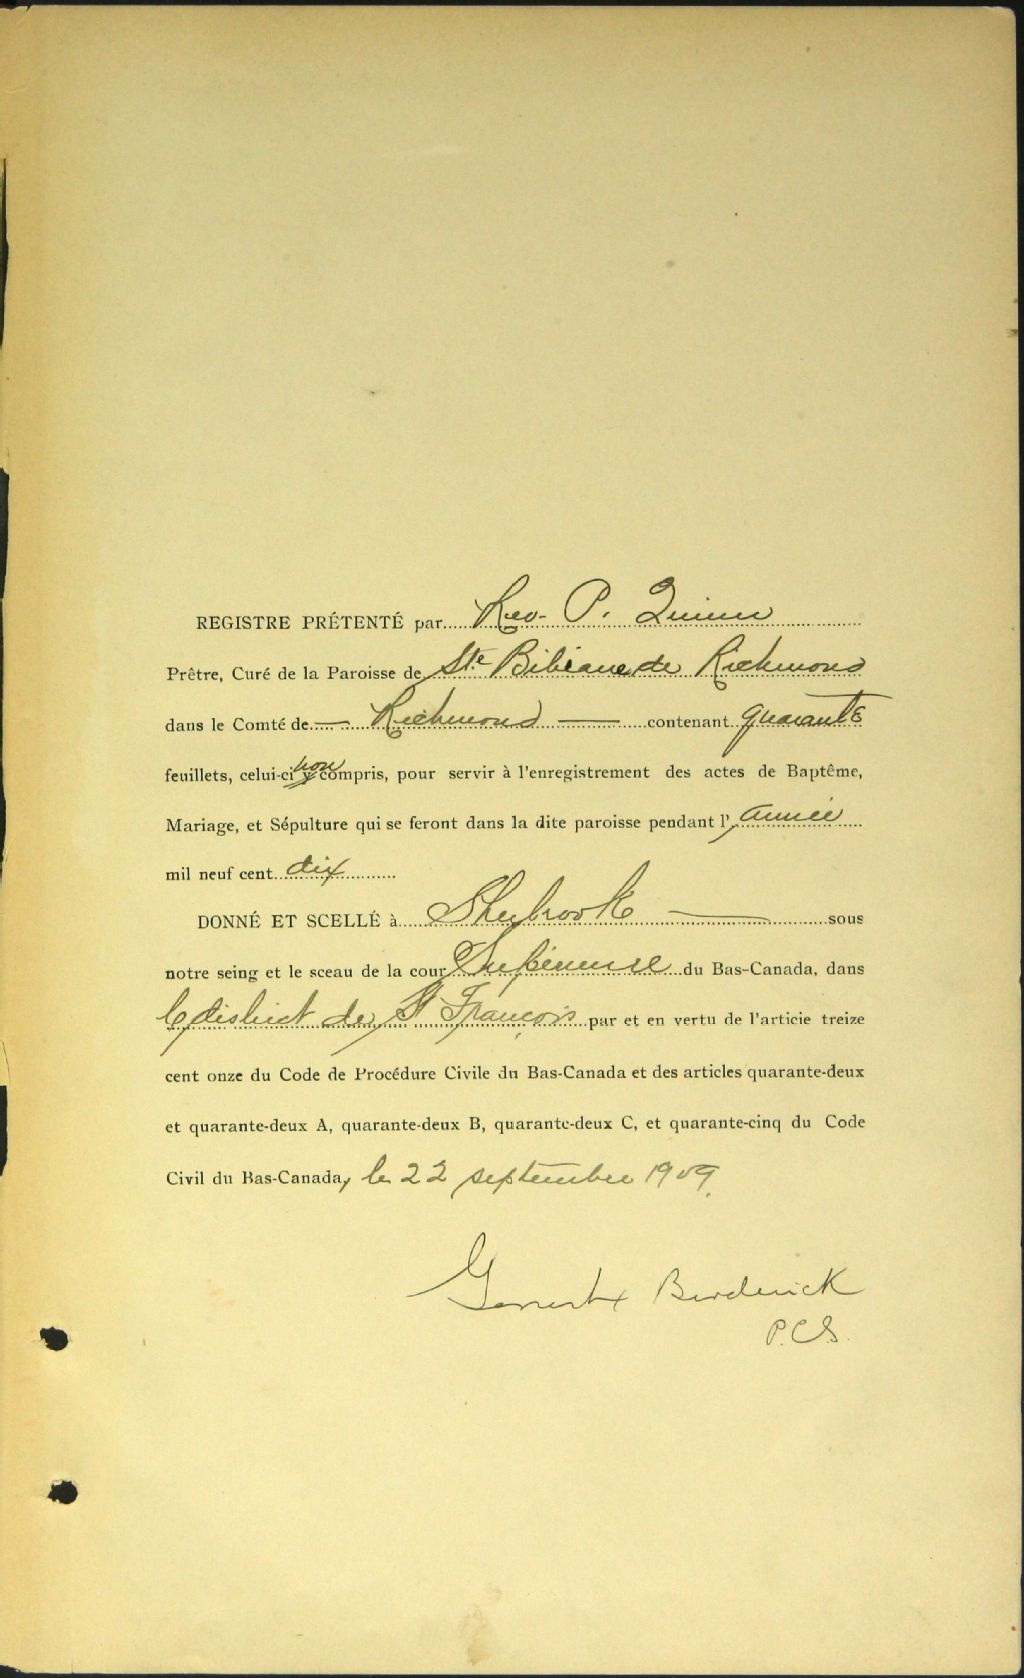 REGISTRE PRÉTENTÉ par Rev. P. Quinn
Prêtre, Curé de la Paroisse de Ste Bibiane de Richmond
dans le Comté de — Richmond — contenant quarante
feuillets, celui-ci non y compris, pour servir à l'enregistrement des actes de Baptême,
Mariage, et Sépulture qui se feront dans la dite paroisse pendant l'année
mil neuf cent dix
DONNÉ ET SCELLÉ à Sherbrooke — sous
notre seing et le sceau de la cour Supérieure du Bas-Canada, dans
le district de St François par et en vertu de l'articie treize
cent onze du Code de Procédure Civile du Bas-Canada et des articles quarante-deux
et quarante-deux A, quarante-deux B, quarante-deux C, et quarante-cinq du Code
Civil du Bas-Canada, le 22 septembre 1909
P.C.S.